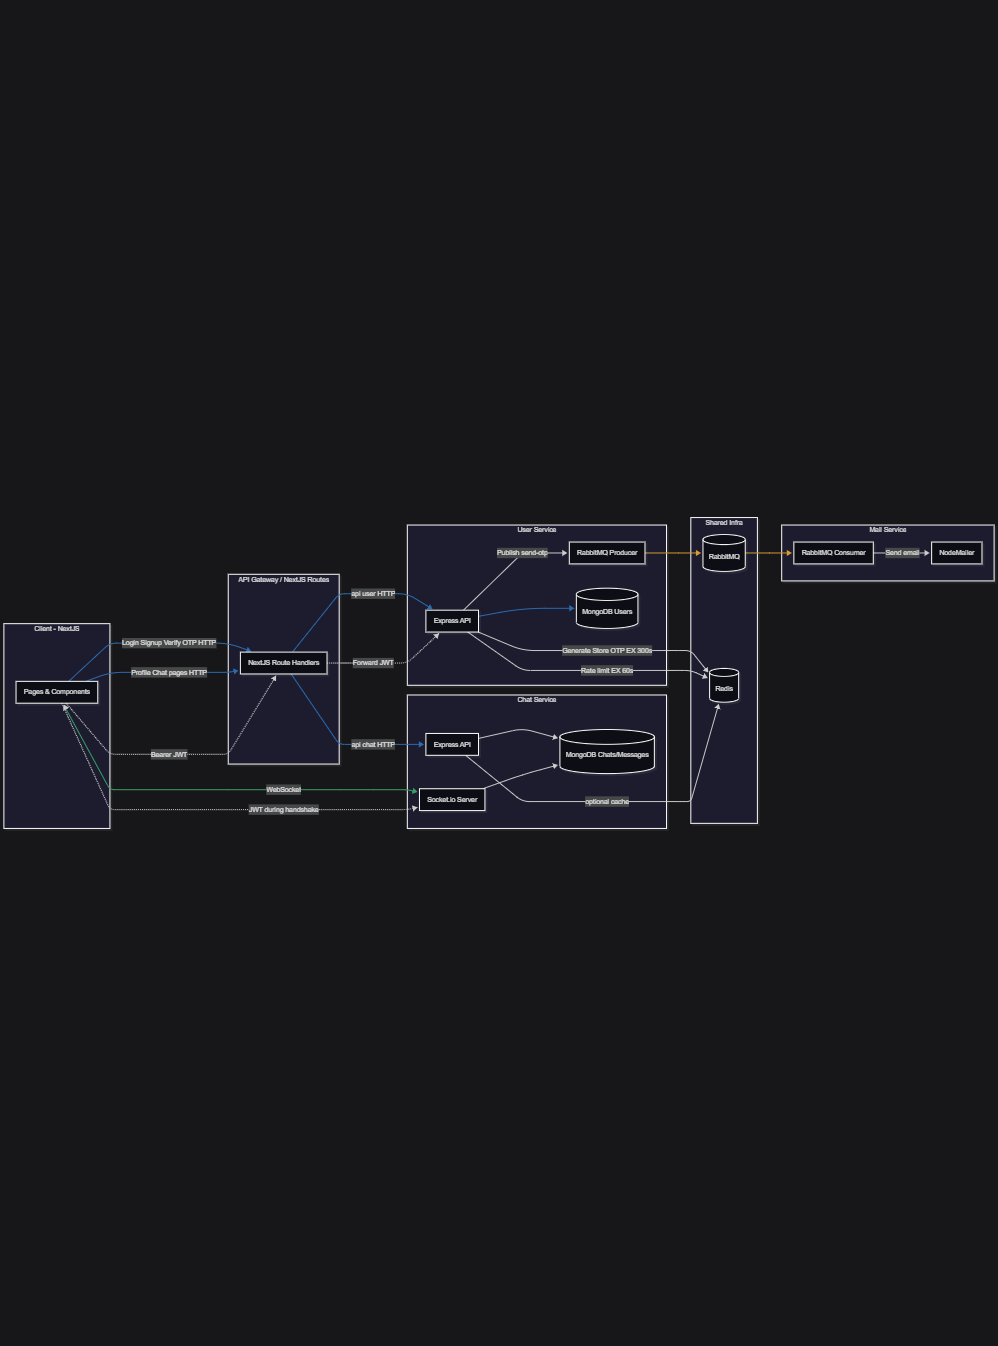 Client - NextJS
Pages & Components
Login Signup Verify OTP HTTP
Profile Chat pages HTTP
Bearer JWT
WebSocket
JWT during handshake
API Gateway / NextJS Routes
NextJS Route Handlers
api user HTTP
Forward JWT
api chat HTTP
User Service
Publish send-otp
RabbitMQ Producer
MongoDB Users
Express API
Generate Store OTP EX 300s
Rate limit EX 60s
Chat Service
Express API
MongoDB Chats/Messages
Socket.io Server
optional cache
Shared Infra
RabbitMQ
Redis
Mail Service
RabbitMQ Consumer
Send email
NodeMailer